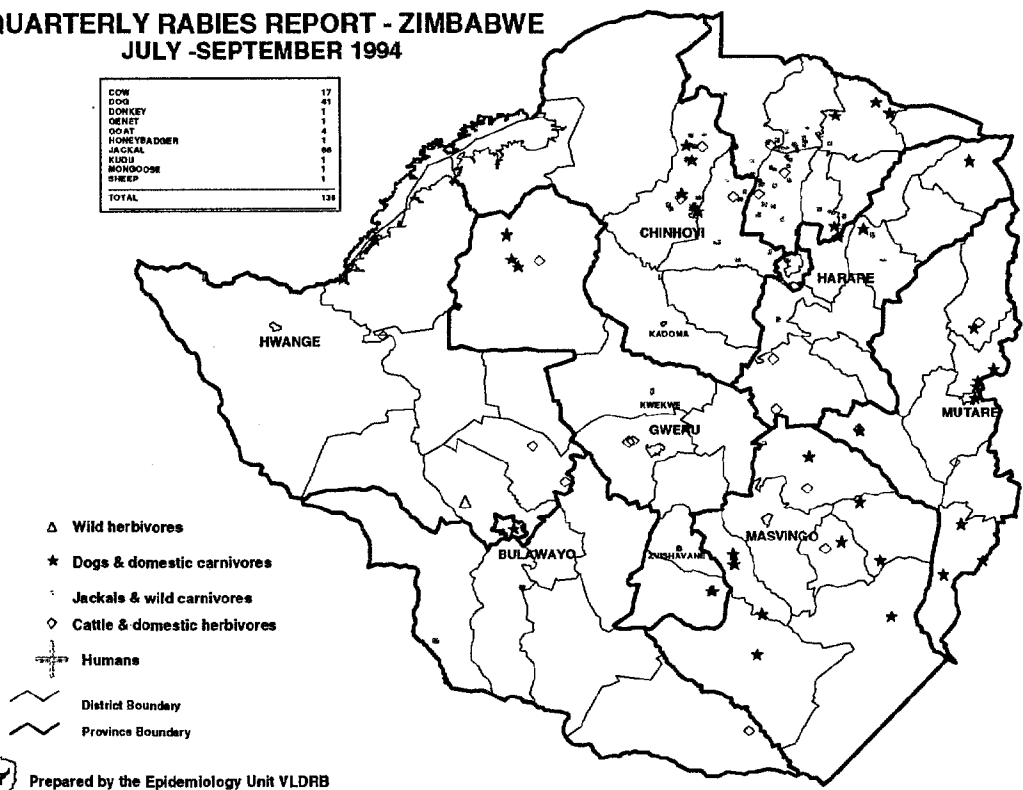 QUARTERLY RABIES REPORT - ZIMBABWE
JULY -SEPTEMBER 1994
COW 17
DOG 41
DONKEY 1
GENET 1
GOAT 4
HONEYBADGER 1
JACKAL
KUDU 1
MONGOOSE 1
SHEEP 1
TOTAL
CHINHOYI
HARARE
HWANGE
KADOMA
KWEKWE
GWERU
MUTARE
MASVINGO
BULAWAYO
ZVISHAVANE
Wild herbivores
Dogs & domestic carnivores
Jackals & wild carnivores
Cattle & domestic herbivores
Humans
District Boundary
Province Boundary
Prepared by the Epidemiology Unit VLDRB